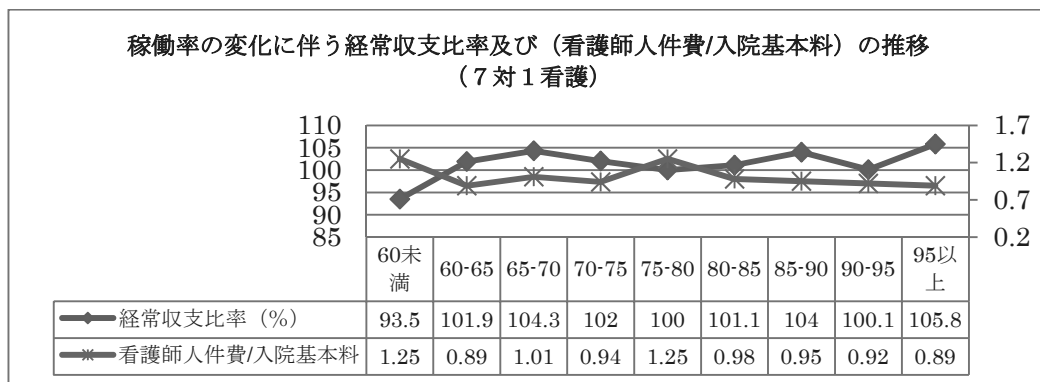 稼働率の変化に伴う経常収支比率及び（看護師人件費/入院基本料）の推移
（７対１看護）
110
105
100
95
90
85
1.7
1.2
0.7
0.2
60未満 60-65 65-70 70-75 75-80 80-85 85-90 90-95 95以上
経常収支比率（%） 93.5 101.9 104.3 102 100 101.1 104 100.1 105.8
看護師人件費/入院基本料 1.25 0.89 1.01 0.94 1.25 0.98 0.95 0.92 0.89